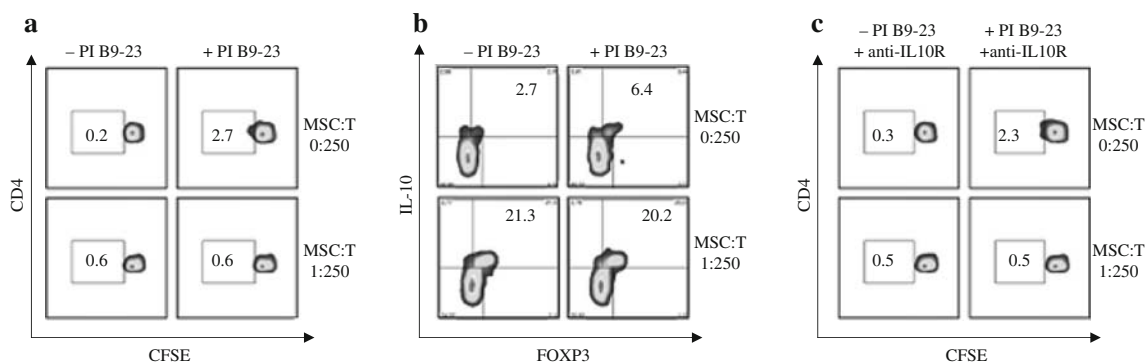 a
– PI B9-23
+ PI B9-23
0.2
2.7
MSC:T
0:250
0.6
0.6
MSC:T
1:250
CD4
CFSE
b
– PI B9-23
+ PI B9-23
2.7
6.4
MSC:T
0:250
21.3
20.2
MSC:T
1:250
IL-10
FOXP3
c
– PI B9-23
+ anti-IL10R
+ PI B9-23
+anti-IL10R
0.3
2.3
MSC:T
0:250
0.5
0.5
MSC:T
1:250
CD4
CFSE